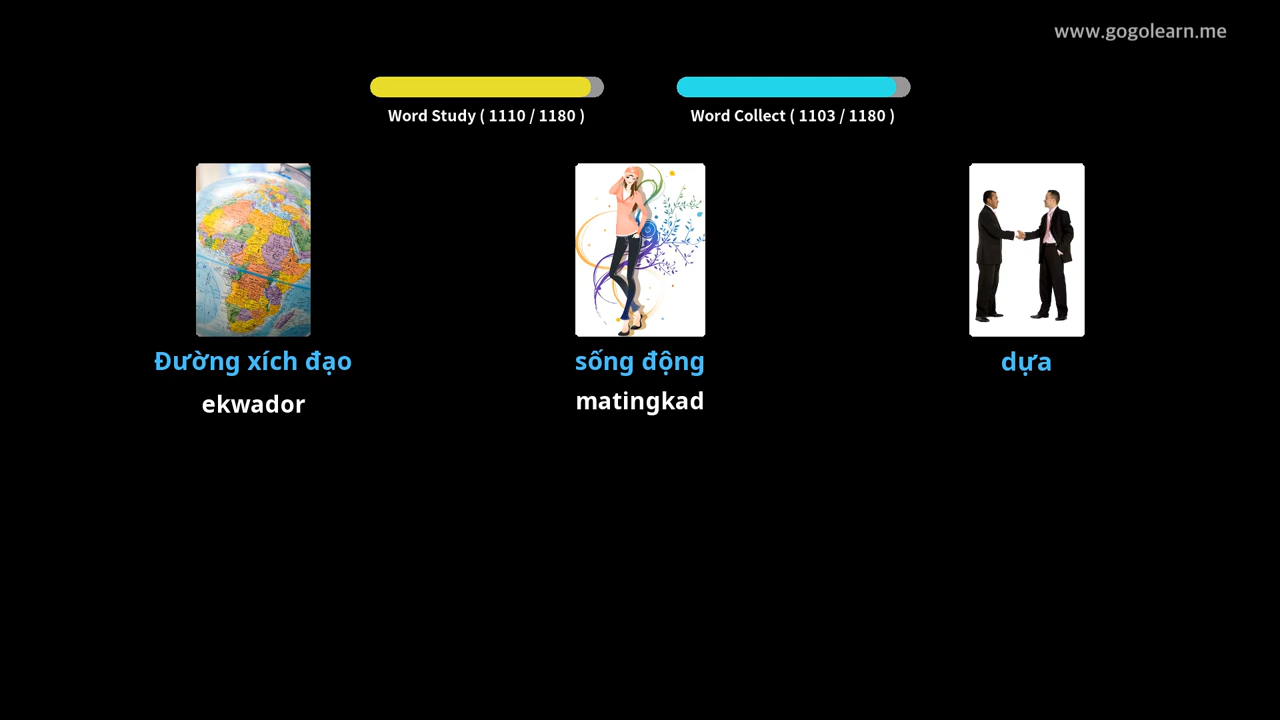 www.gogolearn.me
Word Study ( 1110 / 1180 )
Word Collect ( 1103 / 1180 )
Đường xích đạo
ekwador
sống động
matingkad
dựa